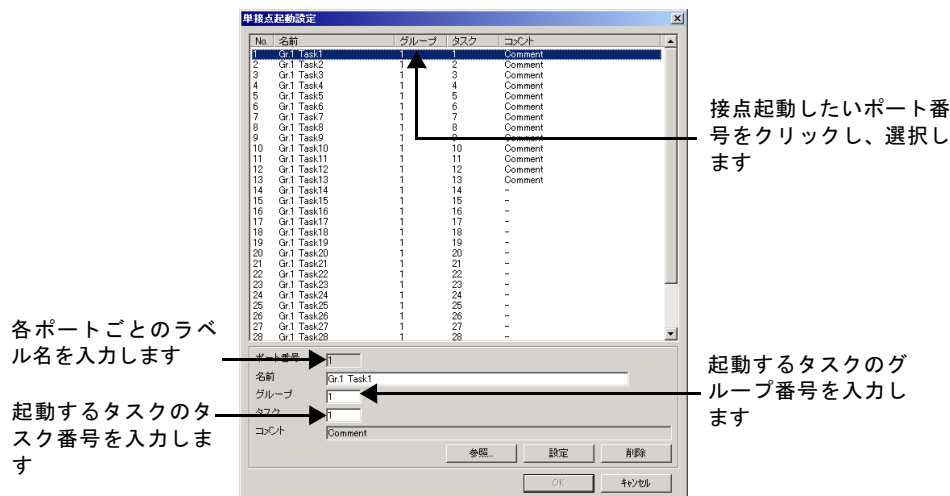 単接点起動設定
No. 名前 グループ タスク コメント
1 Gr.1 Task1 1 1 Comment
2 Gr.1 Task2 1 2 Comment
3 Gr.1 Task3 1 3 Comment
4 Gr.1 Task4 1 4 Comment
5 Gr.1 Task5 1 5 Comment
6 Gr.1 Task6 1 6 Comment
7 Gr.1 Task7 1 7 Comment
8 Gr.1 Task8 1 8 Comment
9 Gr.1 Task9 1 9 Comment
10 Gr.1 Task10 1 10 Comment
11 Gr.1 Task11 1 11 Comment
12 Gr.1 Task12 1 12 Comment
13 Gr.1 Task13 1 13 Comment
14 Gr.1 Task14 1 14 -
15 Gr.1 Task15 1 15 -
16 Gr.1 Task16 1 16 -
17 Gr.1 Task17 1 17 -
18 Gr.1 Task18 1 18 -
19 Gr.1 Task19 1 19 -
20 Gr.1 Task20 1 20 -
21 Gr.1 Task21 1 21 -
22 Gr.1 Task22 1 22 -
23 Gr.1 Task23 1 23 -
24 Gr.1 Task24 1 24 -
25 Gr.1 Task25 1 25 -
26 Gr.1 Task26 1 26 -
27 Gr.1 Task27 1 27 -
28 Gr.1 Task28 1 28 -
接点起動したいポート番
号をクリックし、選択し
ます
各ポートごとのラベ
ル名を入力します
起動するタスクのタ
スク番号を入力しま
す
ポート番号 1
名前 Gr.1 Task1
グループ 1
タスク 1
コメント Comment
参照... 設定 削除
OK キャンセル
起動するタスクのグ
ループ番号を入力し
ます